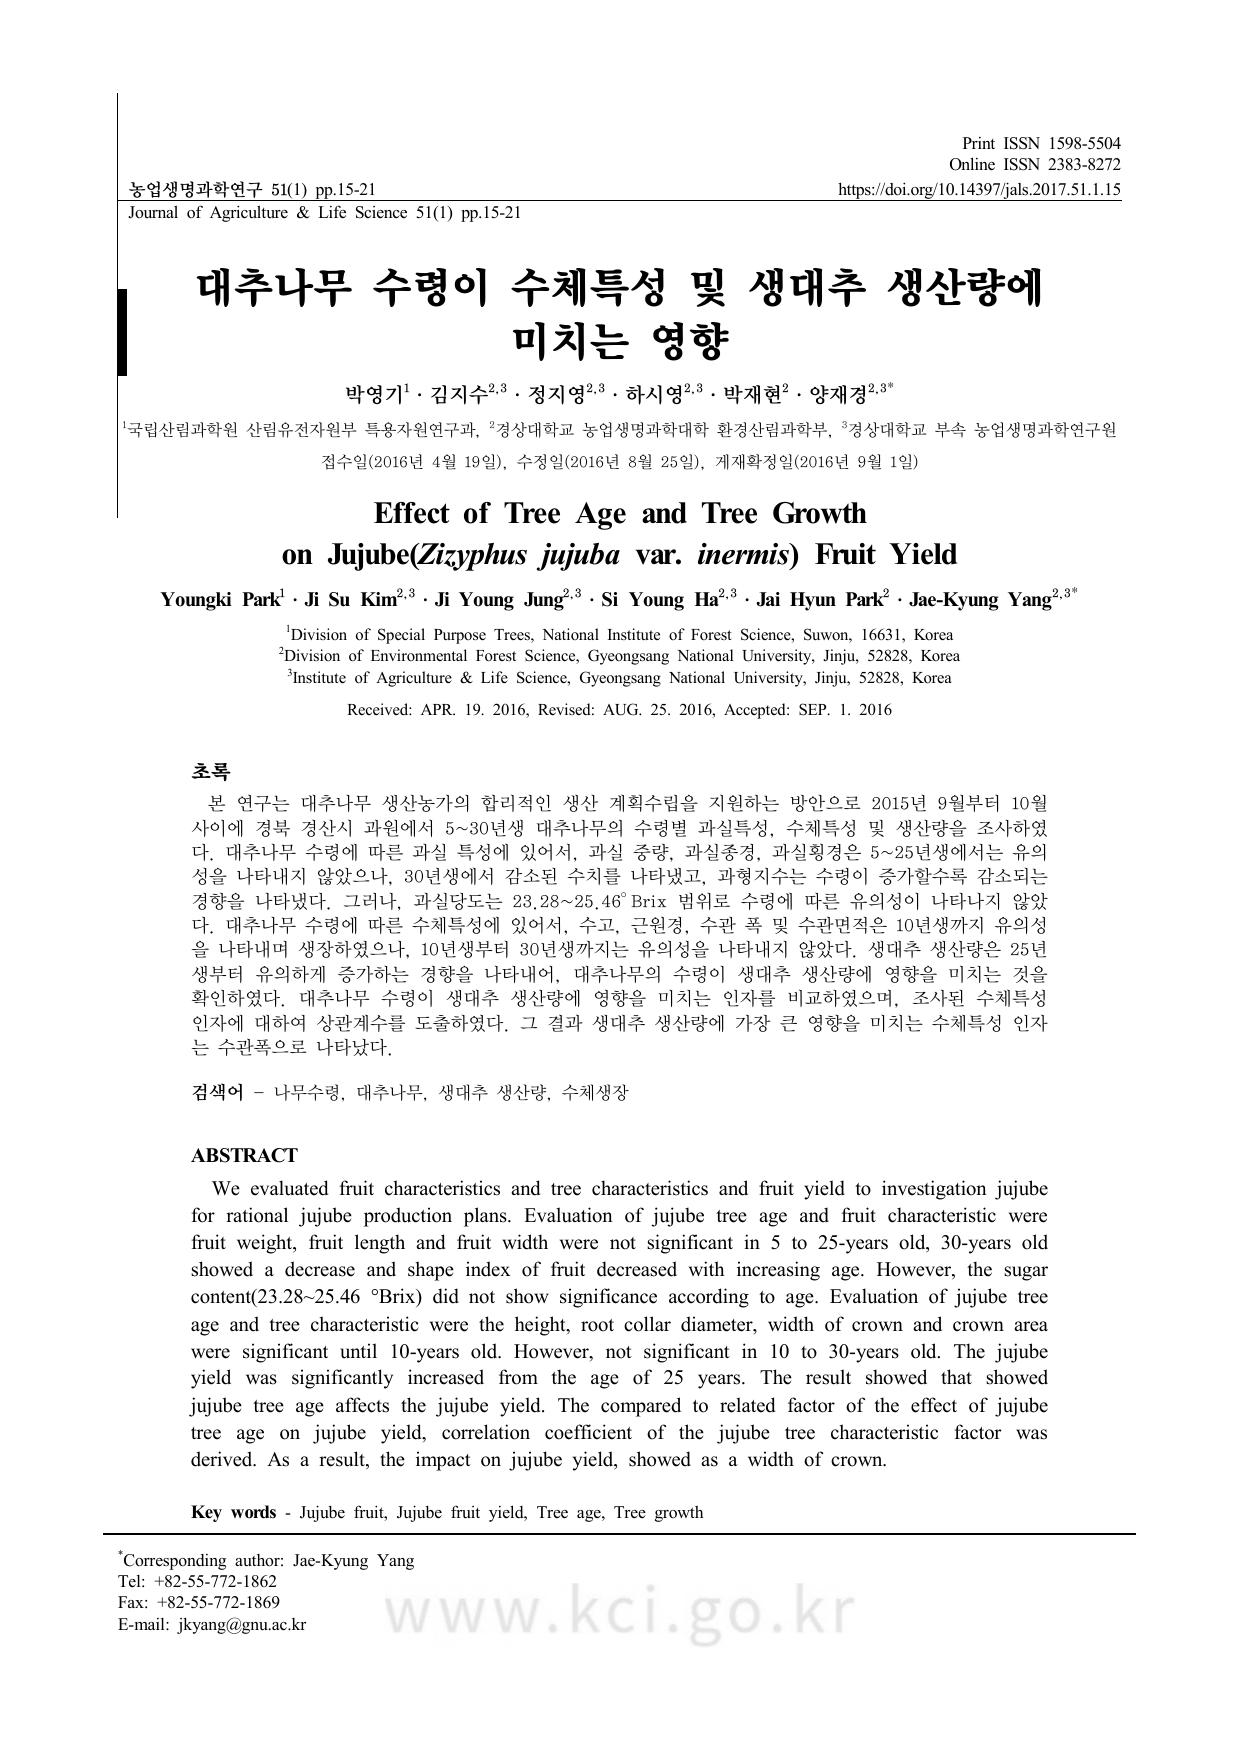 Print ISSN 1598-5504
Online ISSN 2383-8272
농업생명과학연구 51(1) pp.15-21
https://doi.org/10.14397/jals.2017.51.1.15
Journal of Agriculture & Life Science 51(1) pp.15-21
대추나무 수령이 수체특성 및 생대추 생산량에
미치는 영향
박영기1 · 김지수2,3 · 정지영2,3 · 하시영2,3 · 박재현2 · 양재경2,3*
1국립산림과학원 산림유전자원부 특용자원연구과, 2경상대학교 농업생명과학대학 환경산림과학부, 3경상대학교 부속 농업생명과학연구원
접수일(2016년 4월 19일), 수정일(2016년 8월 25일), 게재확정일(2016년 9월 1일)
Effect of Tree Age and Tree Growth
on Jujube(Zizyphus jujuba var. inermis) Fruit Yield
Youngki Park1 · Ji Su Kim2,3 · Ji Young Jung2,3 · Si Young Ha2,3 · Jai Hyun Park2 · Jae-Kyung Yang2,3*
1Division of Special Purpose Trees, National Institute of Forest Science, Suwon, 16631, Korea
2Division of Environmental Forest Science, Gyeongsang National University, Jinju, 52828, Korea
3Institute of Agriculture & Life Science, Gyeongsang National University, Jinju, 52828, Korea
Received: APR. 19. 2016, Revised: AUG. 25. 2016, Accepted: SEP. 1. 2016
초록
본 연구는 대추나무 생산농가의 합리적인 생산 계획수립을 지원하는 방안으로 2015년 9월부터 10월
사이에 경북 경산시 과원에서 5~30년생 대추나무의 수령별 과실특성, 수체특성 및 생산량을 조사하였
다. 대추나무 수령에 따른 과실 특성에 있어서, 과실 중량, 과실종경, 과실횡경은 5~25년생에서는 유의
성을 나타내지 않았으나, 30년생에서 감소된 수치를 나타냈고, 과형지수는 수령이 증가할수록 감소되는
경향을 나타냈다. 그러나, 과실당도는 23.28~25.46° Brix 범위로 수령에 따른 유의성이 나타나지 않았
다. 대추나무 수령에 따른 수체특성에 있어서, 수고, 근원경, 수관 폭 및 수관면적은 10년생까지 유의성
을 나타내며 생장하였으나, 10년생부터 30년생까지는 유의성을 나타내지 않았다. 생대추 생산량은 25년
생부터 유의하게 증가하는 경향을 나타내어, 대추나무의 수령이 생대추 생산량에 영향을 미치는 것을
확인하였다. 대추나무 수령이 생대추 생산량에 영향을 미치는 인자를 비교하였으며, 조사된 수체특성
인자에 대하여 상관계수를 도출하였다. 그 결과 생대추 생산량에 가장 큰 영향을 미치는 수체특성 인자
는 수관폭으로 나타났다.
검색어 - 나무수령, 대추나무, 생대추 생산량, 수체생장
ABSTRACT
We evaluated fruit characteristics and tree characteristics and fruit yield to investigation jujube
for rational jujube production plans. Evaluation of jujube tree age and fruit characteristic were
fruit weight, fruit length and fruit width were not significant in 5 to 25-years old, 30-years old
showed a decrease and shape index of fruit decreased with increasing age. However, the sugar
content(23.28~25.46 °Brix) did not show significance according to age. Evaluation of jujube tree
age and tree characteristic were the height, root collar diameter, width of crown and crown area
were significant until 10-years old. However, not significant in 10 to 30-years old. The jujube
yield was significantly increased from the age of 25 years. The result showed that showed
jujube tree age affects the jujube yield. The compared to related factor of the effect of jujube
tree age on jujube yield, correlation coefficient of the jujube tree characteristic factor was
derived. As a result, the impact on jujube yield, showed as a width of crown.
Key words - Jujube fruit, Jujube fruit yield, Tree age, Tree growth
*Corresponding author: Jae-Kyung Yang
Tel: +82-55-772-1862
Fax: +82-55-772-1869
E-mail: jkyang@gnu.ac.kr
www.kci.go.kr